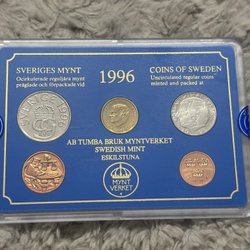 SVERIGES MYNT
Ocirkulerade reguljära mynt
präglade och förpackade vid
1996
COINS OF SWEDEN
Uncirculated regular coins
minted and packed at
AB TUMBA BRUK MYNTVERKET
SWEDISH MINT
ESKILSTUNA
MYNT
VERKET